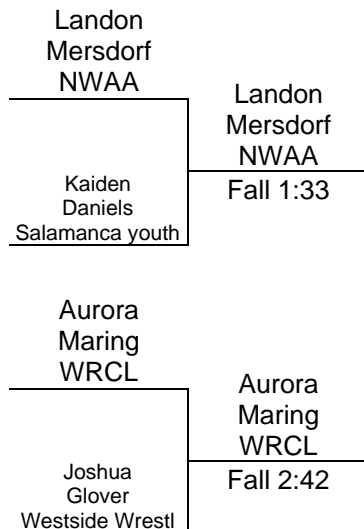 Landon
Mersdorf
NWAA
Landon
Mersdorf
NWAA
Fall 1:33
Kaiden
Daniels
Salamanca youth
Aurora
Maring
WRCL
Aurora
Maring
WRCL
Fall 2:42
Joshua
Glover
Westside Wrestl